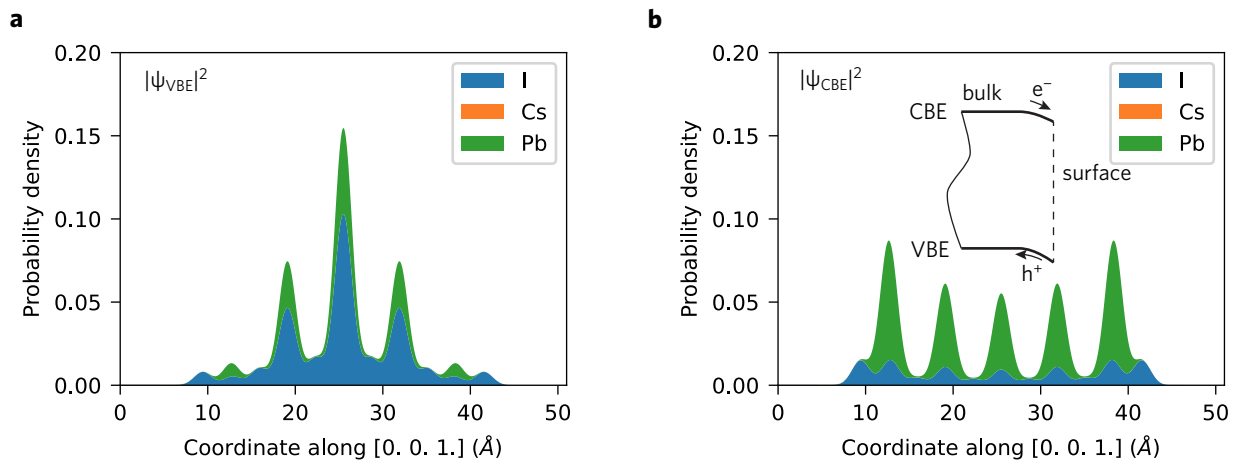 a
0.20
0.15
0.10
0.05
0.00
Probability density
|ψVBE|²
I
Cs
Pb
0
10
20
30
40
50
Coordinate along [0. 0. 1.] (Å)
b
0.20
0.15
0.10
0.05
0.00
Probability density
|ψCBE|²
bulk
e⁻
CBE
surface
VBE
h⁺
I
Cs
Pb
0
10
20
30
40
50
Coordinate along [0. 0. 1.] (Å)